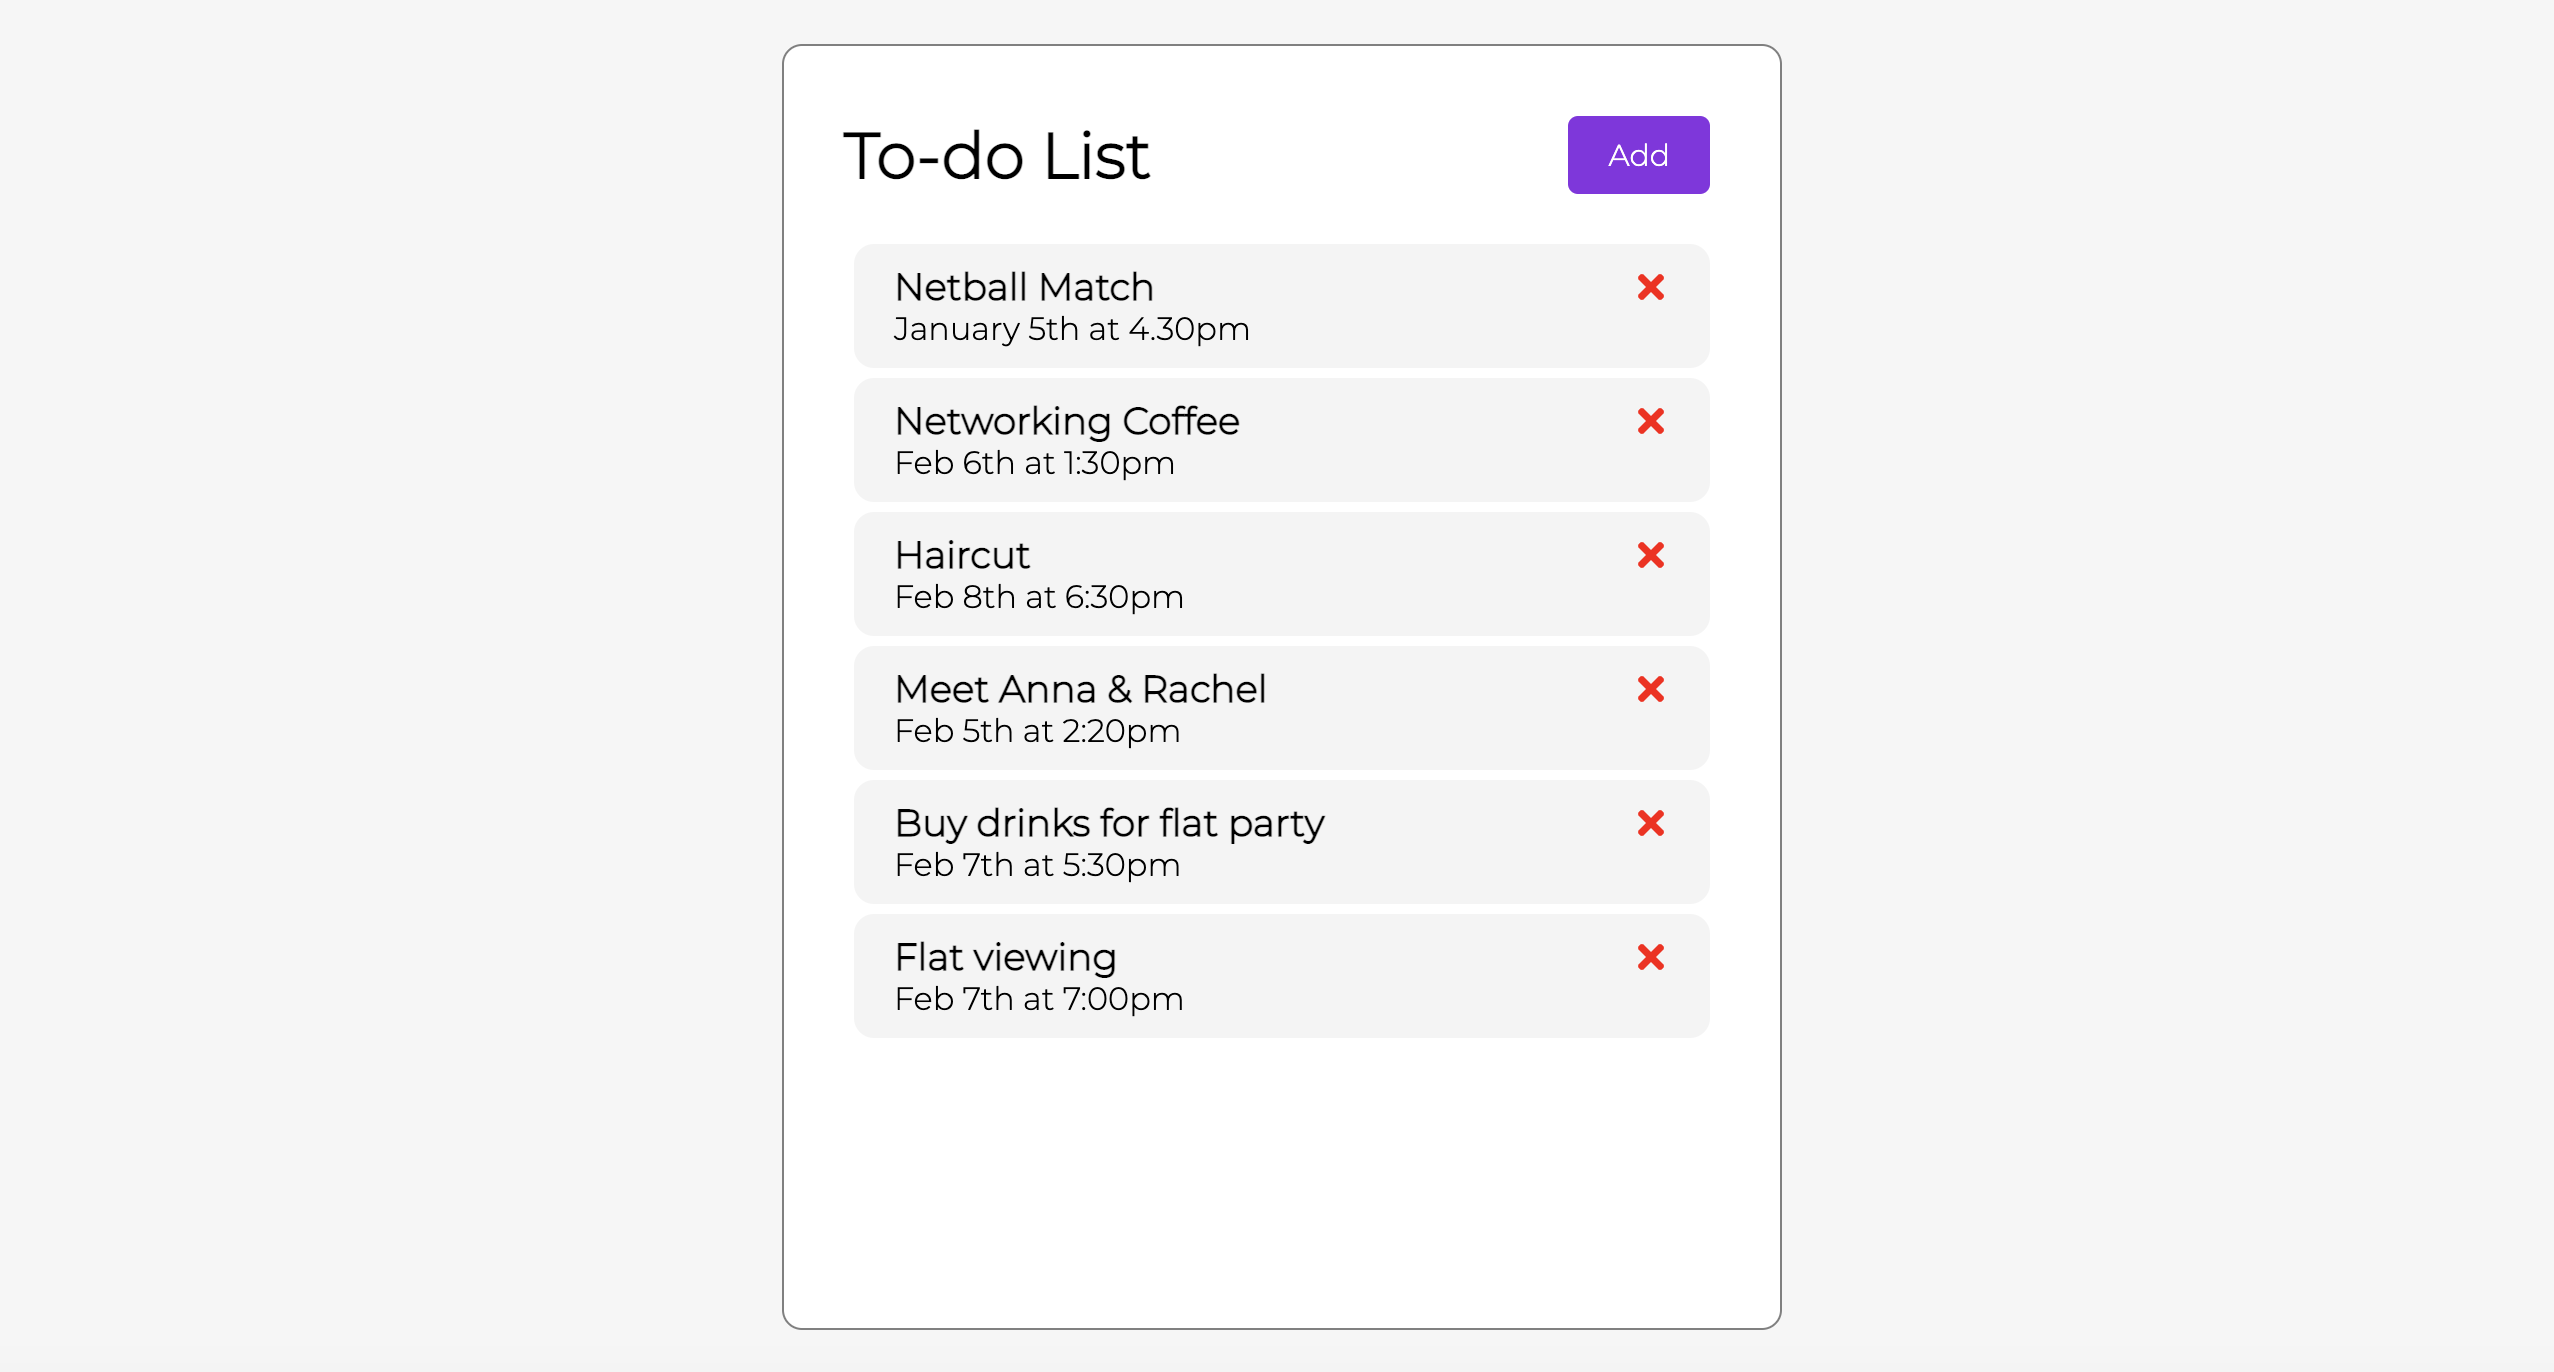 To-do List
Add
Netball Match
January 5th at 4.30pm
Networking Coffee
Feb 6th at 1:30pm
Haircut
Feb 8th at 6:30pm
Meet Anna & Rachel
Feb 5th at 2:20pm
Buy drinks for flat party
Feb 7th at 5:30pm
Flat viewing
Feb 7th at 7:00pm